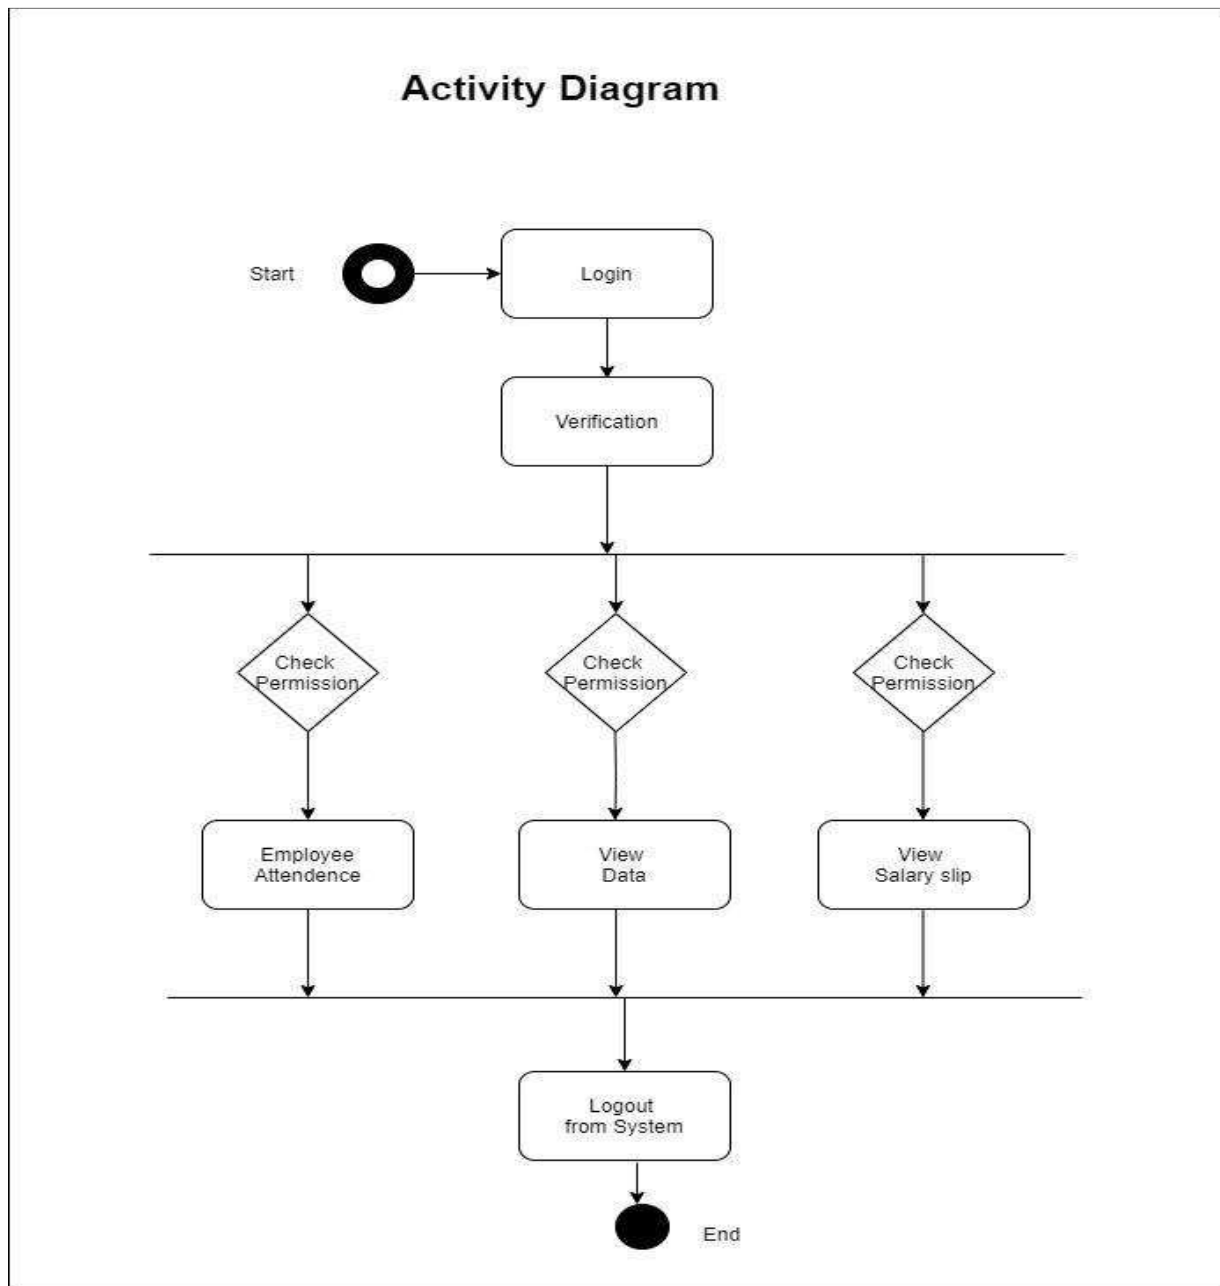 Activity Diagram
Start
Login
Verification
Check
Permission
Check
Permission
Check
Permission
Employee
Attendence
View
Data
View
Salary slip
Logout
from System
End